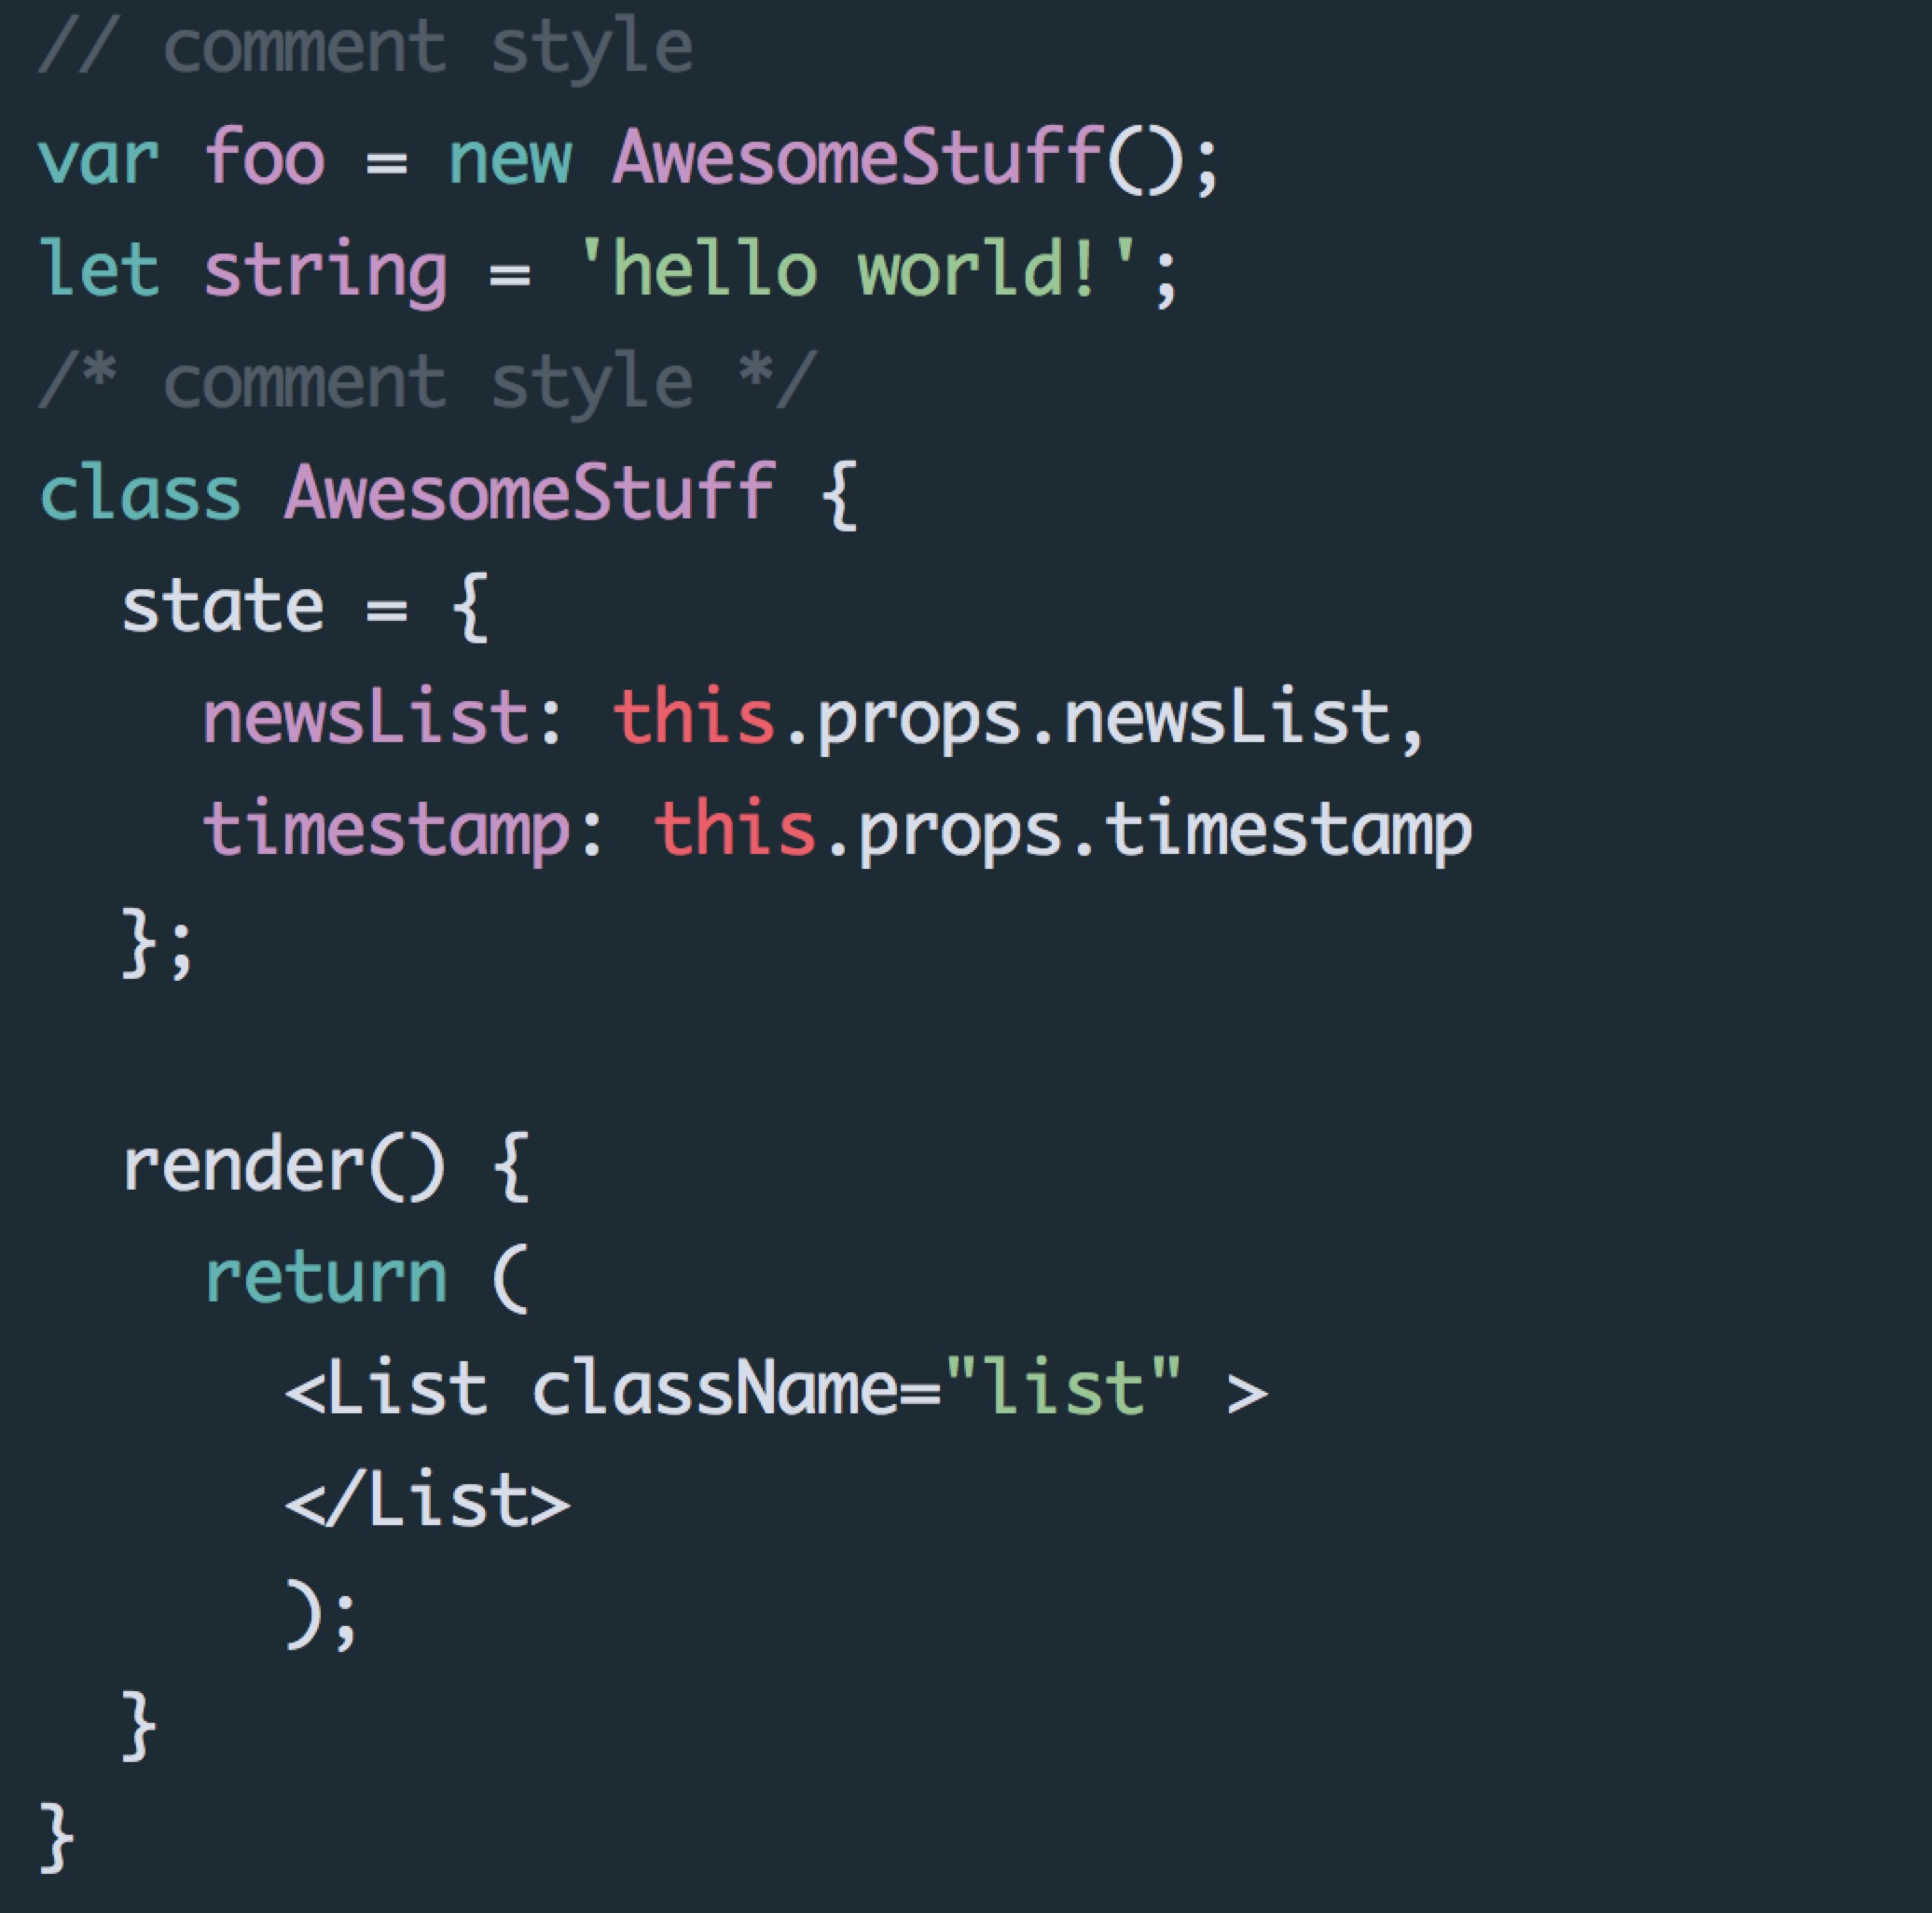 // comment style
var foo = new AwesomeStuff();
let string = 'hello world!';
/* comment style */
class AwesomeStuff {
  state = {
    newsList: this.props.newsList,
    timestamp: this.props.timestamp
  };

  render() {
    return (
      <List className="list" >
      </List>
      );
  }
}